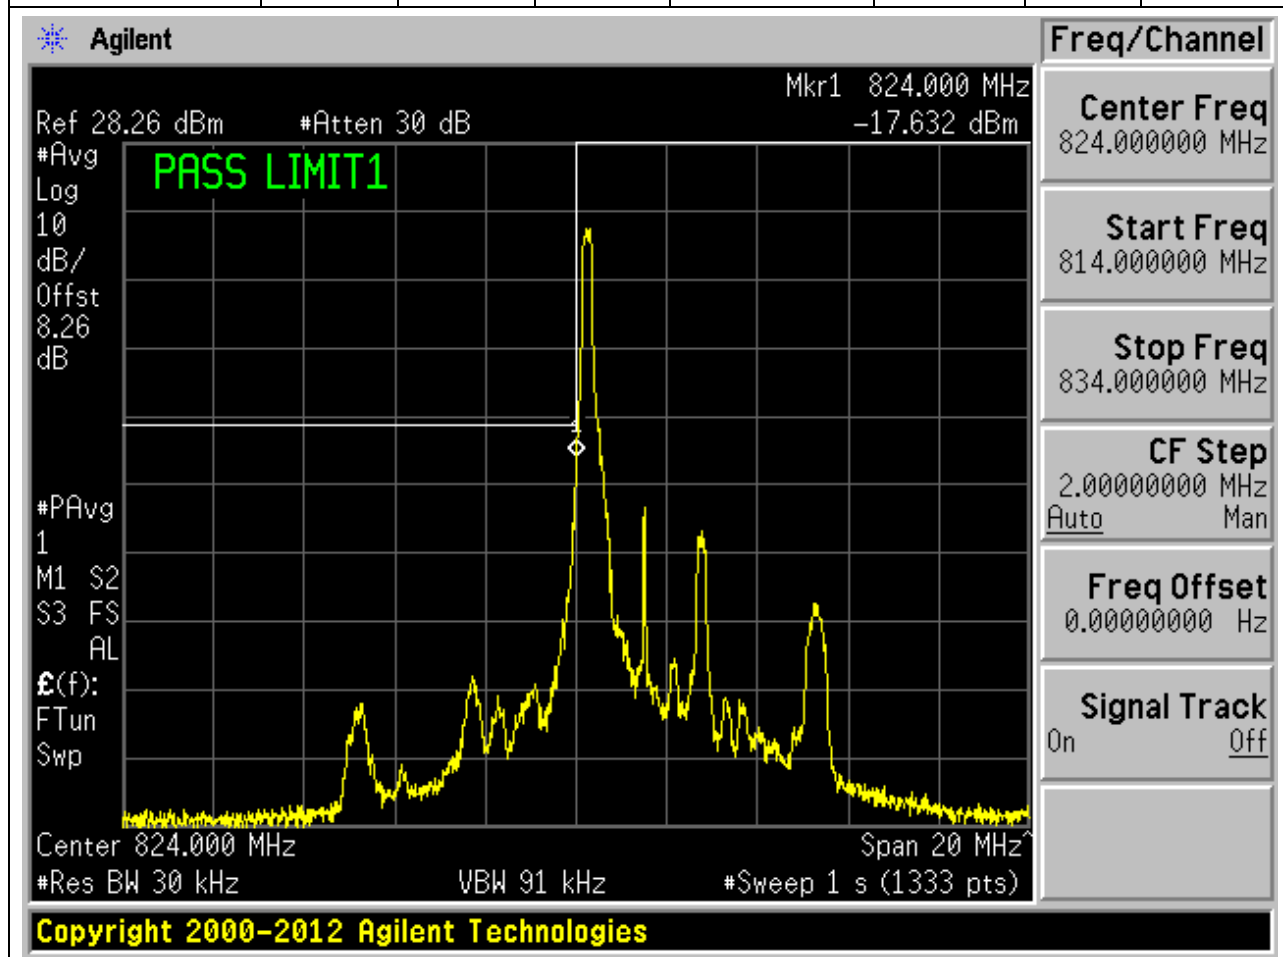 Agilent
Freq/Channel
Mkr1 824.000 MHz
Ref 28.26 dBm #Atten 30 dB -17.632 dBm
#Avg
Log
10
dB/
Offst
8.26
dB
PASS LIMIT1
1
#PAvg
1
M1 S2
S3 FS
AL
£(f):
FTun
Swp
Center 824.000 MHz Span 20 MHz^
#Res BW 30 kHz VBW 91 kHz #Sweep 1 s (1333 pts)
Center Freq
824.000000 MHz
Start Freq
814.000000 MHz
Stop Freq
834.000000 MHz
CF Step
2.00000000 MHz
Auto Man
Freq Offset
0.00000000 Hz
Signal Track
On Off
Copyright 2000-2012 Agilent Technologies